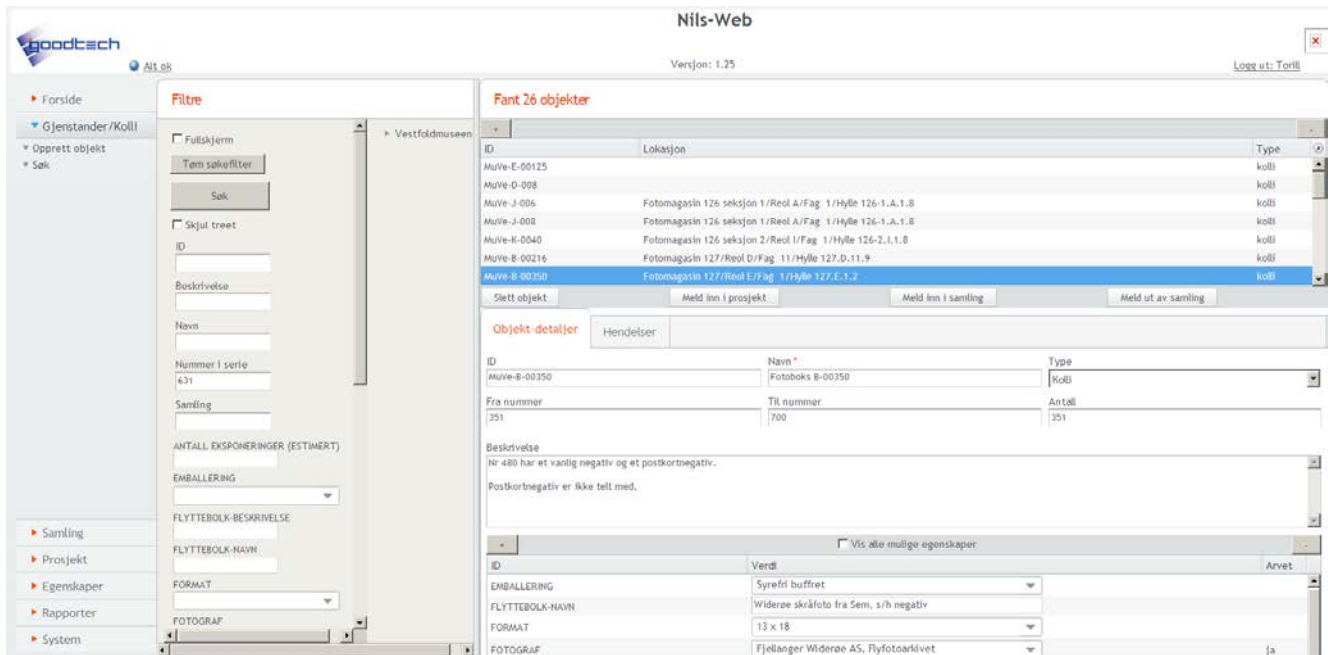 Nils-Web
goodtech
Alt ok
Versjon: 1.25
Logg ut: Torill
Forside
Gjenstander/Kolli
Opprett objekt
Søk
Samling
Prosjekt
Egenskaper
Rapporter
System
Filtre
Fullskjerm
Tøm søkefilter
Søk
Skjul treet
ID
Beskrivelse
Navn
Nummer i serie
631
Samling
ANTALL EKSPONERINGER (ESTIMERT)
EMBALLERING
FLYTTEBOLK-BESKRIVELSE
FLYTTEBOLK-NAVN
FORMAT
FOTOGRAF
Vestfoldmuseen
Fant 26 objekter
ID Lokasjon Type
MuVe-E-00125 kolli
MuVe-D-008 kolli
MuVe-J-006 Fotomagasin 126 seksjon 1/Reol A/Fag 1/Hylle 126-1.A.1.8 kolli
MuVe-J-008 Fotomagasin 126 seksjon 1/Reol A/Fag 1/Hylle 126-1.A.1.8 kolli
MuVe-K-0040 Fotomagasin 126 seksjon 2/Reol I/Fag 1/Hylle 126-2.I.1.8 kolli
MuVe-B-00216 Fotomagasin 127/Reol D/Fag 11/Hylle 127.D.11.9 kolli
MuVe-B-00350 Fotomagasin 127/Reol E/Fag 1/Hylle 127.E.1.2 kolli
Slett objekt Meld inn i prosjekt Meld inn i samling Meld ut av samling
Objekt-detaljer Hendelser
ID Navn * Type
MuVe-B-00350 Fotoboks B-00350 Kolli
Fra nummer Til nummer Antall
351 700 351
Beskrivelse
Nr 480 har et vanlig negativ og et postkortnegativ.
Postkortnegativ er ikke telt med.
Vis alle mulige egenskaper
ID Verdi Arvet
EMBALLERING Syrefri buffret
FLYTTEBOLK-NAVN Widerøe skråfoto fra Sem, s/h negativ
FORMAT 13 x 18
FOTOGRAF Fjellanger Widerøe AS, Flyfotoarkivet ja